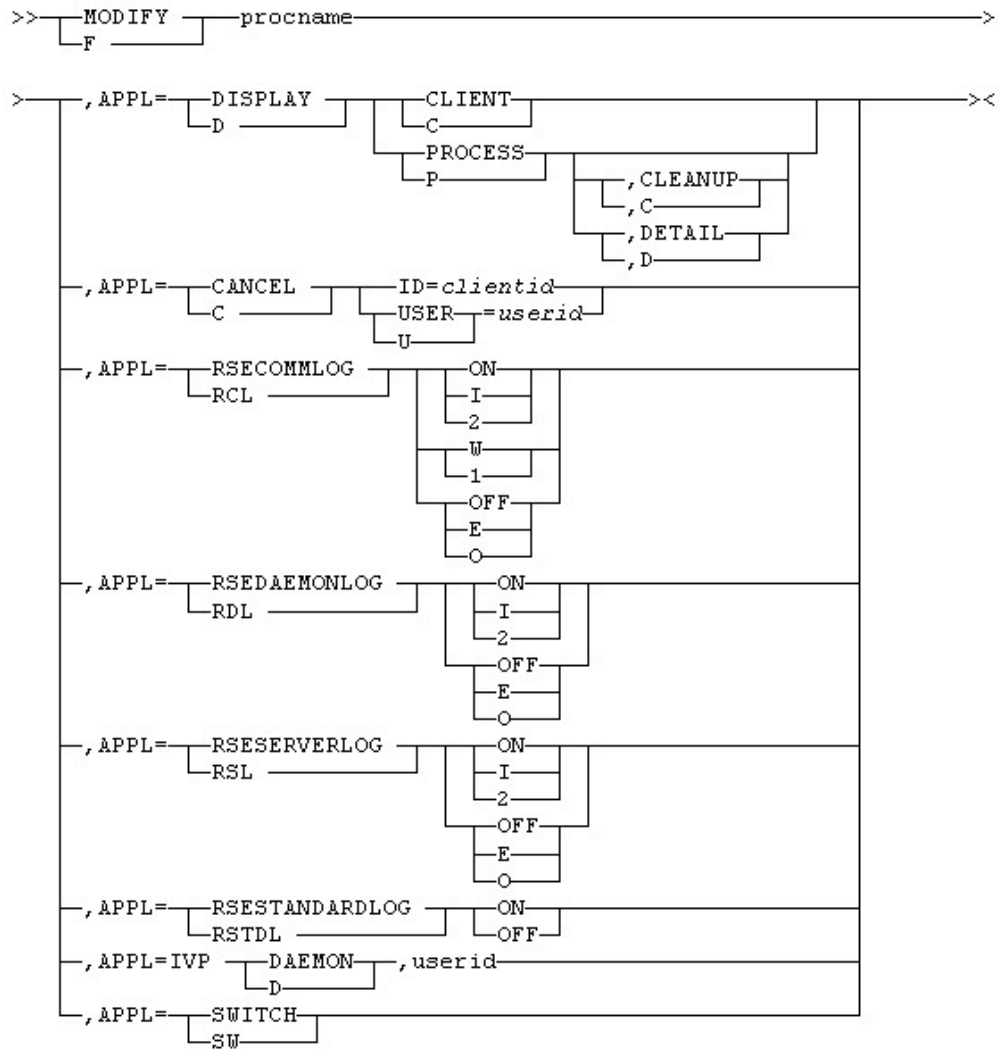 >> MODIFY procname >
F
> ,APPL= DISPLAY CLIENT ><
D C
PROCESS
P ,CLEANUP
,C
,DETAIL
,D
,APPL= CANCEL ID=clientid
C USER =userid
U
,APPL= RSECOMMLOG ON
RCL I
2
W
1
OFF
E
O
,APPL= RSEDAEMONLOG ON
RDL I
2
OFF
E
O
,APPL= RSESERVERLOG ON
RSL I
2
OFF
E
O
,APPL= RSESTANDARDLOG ON
RSTDL OFF
,APPL=IVP DAEMON ,userid
D
,APPL= SWITCH
SW